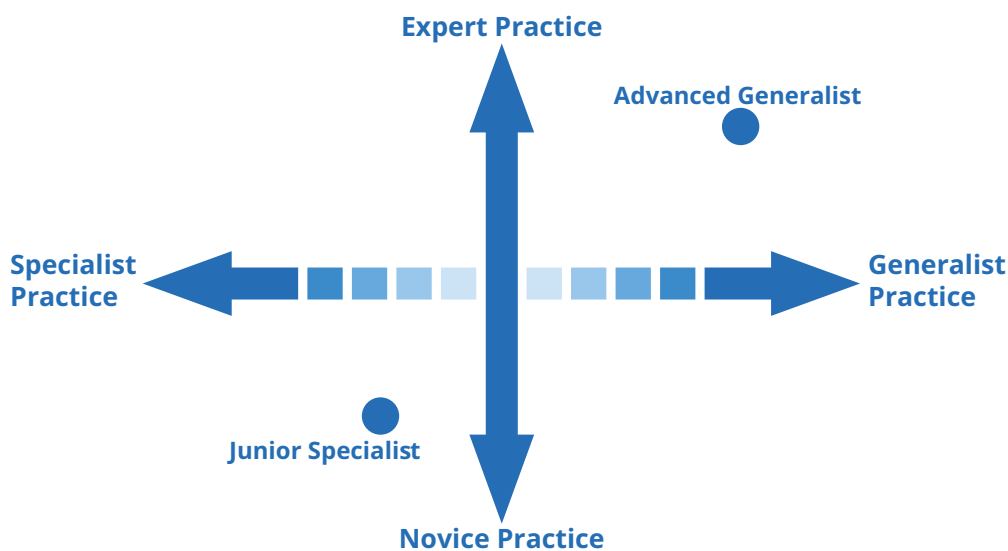 Expert Practice
Advanced Generalist
Specialist
Practice
Generalist
Practice
Junior Specialist
Novice Practice